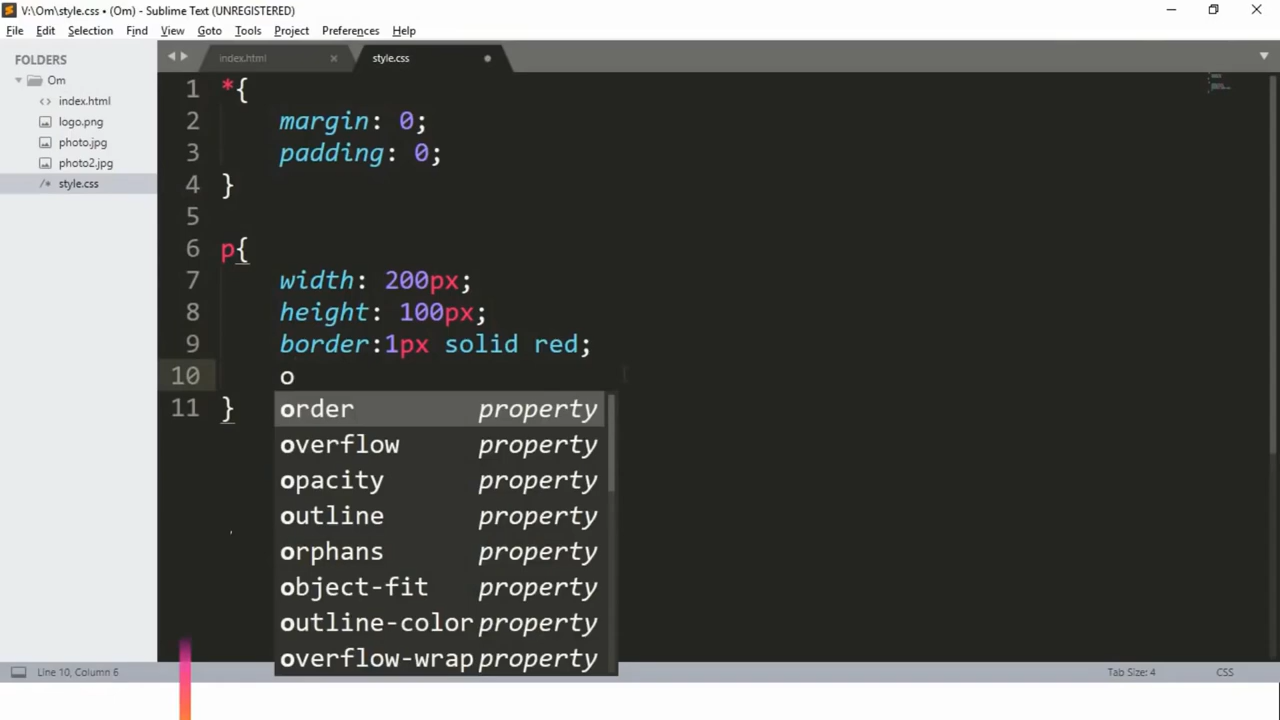 V:\Om\style.css • (Om) - Sublime Text (UNREGISTERED)
File Edit Selection Find View Goto Tools Project Preferences Help
FOLDERS
Om
index.html
logo.png
photo.jpg
photo2.jpg
style.css
index.html
style.css
1 *{
2 margin: 0;
3 padding: 0;
4 }
5
6 p{
7 width: 200px;
8 height: 100px;
9 border:1px solid red;
10 o
11 }
order property
overflow property
opacity property
outline property
orphans property
object-fit property
outline-color property
overflow-wrap property
Line 10, Column 6
Tab Size: 4
CSS